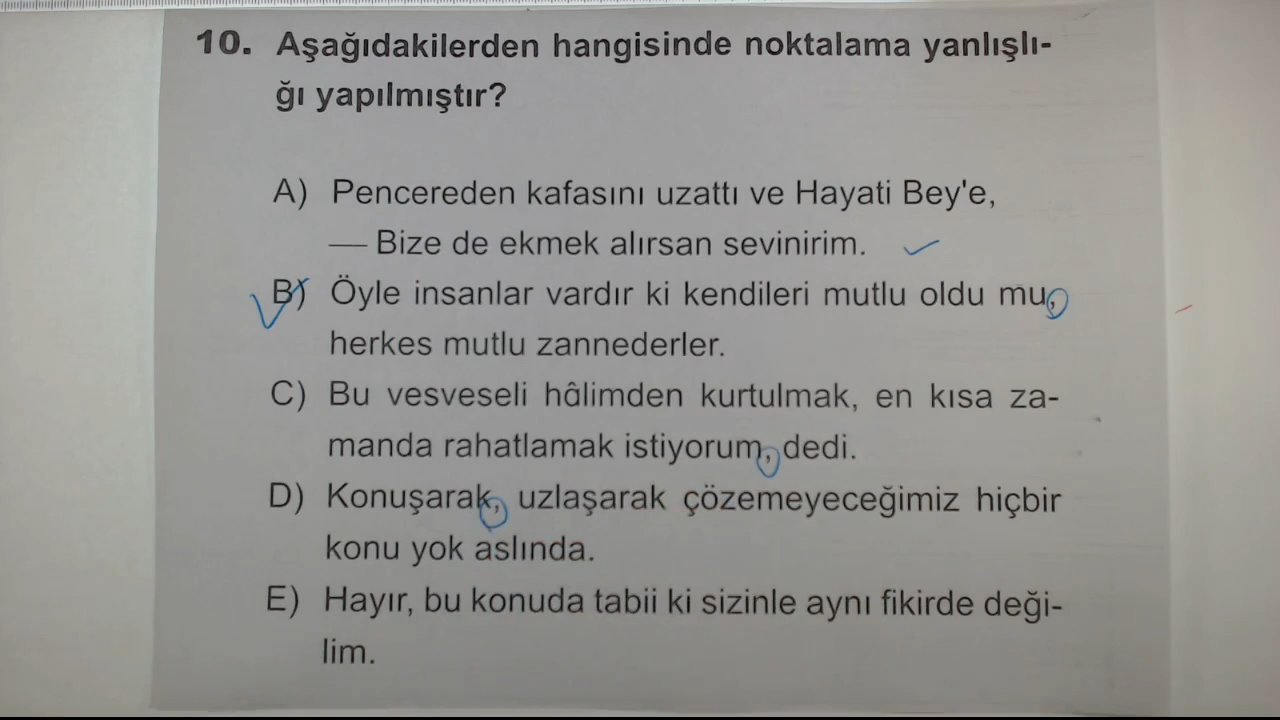 10. Aşağıdakilerden hangisinde noktalama yanlışlı-
ğı yapılmıştır?
A) Pencereden kafasını uzattı ve Hayati Bey'e,
— Bize de ekmek alırsan sevinirim.
B) Öyle insanlar vardır ki kendileri mutlu oldu mu,
herkes mutlu zannederler.
C) Bu vesveseli hâlimden kurtulmak, en kısa za-
manda rahatlamak istiyorum, dedi.
D) Konuşarak, uzlaşarak çözemeyeceğimiz hiçbir
konu yok aslında.
E) Hayır, bu konuda tabii ki sizinle aynı fikirde deği-
lim.